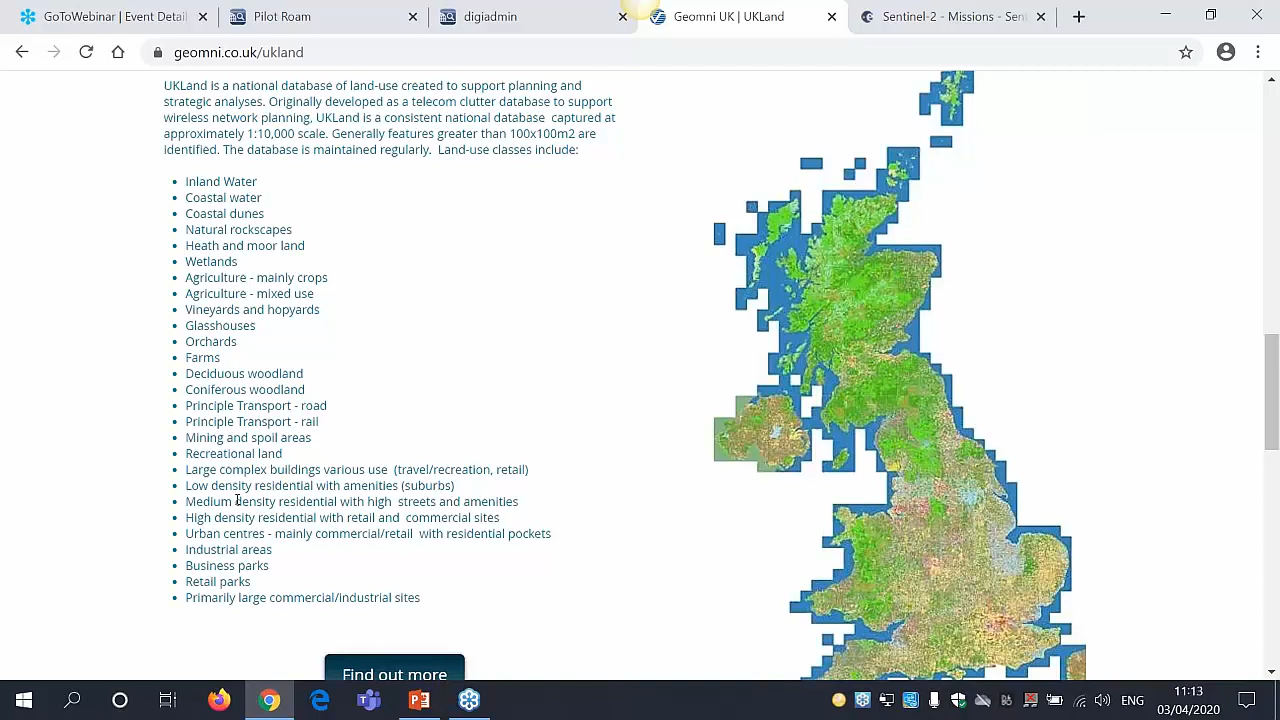 GoToWebinar | Event Detail
Pilot Roam
digiadmin
Geomni UK | UKLand
Sentinel-2 - Missions - Sent
geomni.co.uk/ukland
UKLand is a national database of land-use created to support planning and
strategic analyses. Originally developed as a telecom clutter database to support
wireless network planning, UKLand is a consistent national database captured at
approximately 1:10,000 scale. Generally features greater than 100x100m2 are
identified. The database is maintained regularly. Land-use classes include:
Inland Water
Coastal water
Coastal dunes
Natural rockscapes
Heath and moor land
Wetlands
Agriculture - mainly crops
Agriculture - mixed use
Vineyards and hopyards
Glasshouses
Orchards
Farms
Deciduous woodland
Coniferous woodland
Principle Transport - road
Principle Transport - rail
Mining and spoil areas
Recreational land
Large complex buildings various use (travel/recreation, retail)
Low density residential with amenities (suburbs)
Medium density residential with high streets and amenities
High density residential with retail and commercial sites
Urban centres - mainly commercial/retail with residential pockets
Industrial areas
Business parks
Retail parks
Primarily large commercial/industrial sites
Find out more
ENG
11:13
03/04/2020